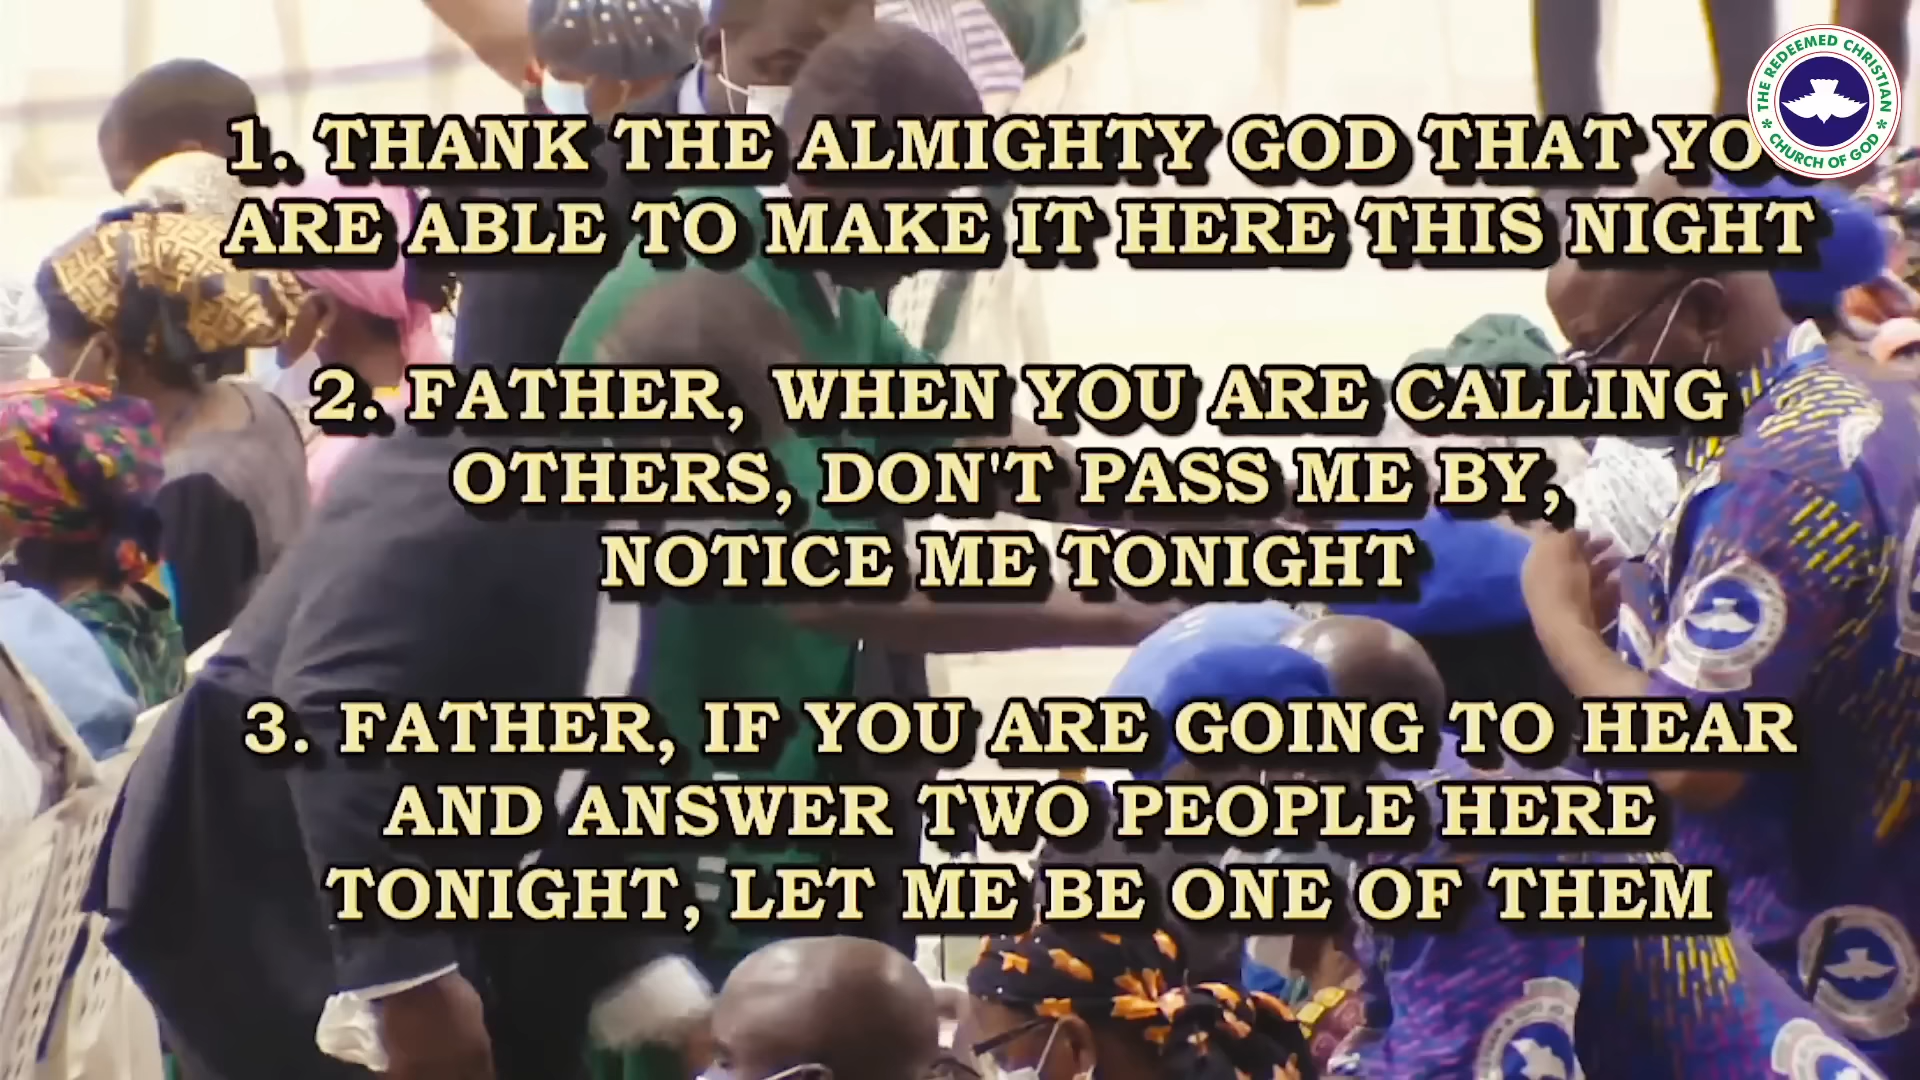 1. THANK THE ALMIGHTY GOD THAT YO
ARE ABLE TO MAKE IT HERE THIS NIGHT
2. FATHER, WHEN YOU ARE CALLING
OTHERS, DON'T PASS ME BY,
NOTICE ME TONIGHT
3. FATHER, IF YOU ARE GOING TO HEAR
AND ANSWER TWO PEOPLE HERE
TONIGHT, LET ME BE ONE OF THEM
THE REDEEMED CHRISTIAN
* CHURCH OF GOD *